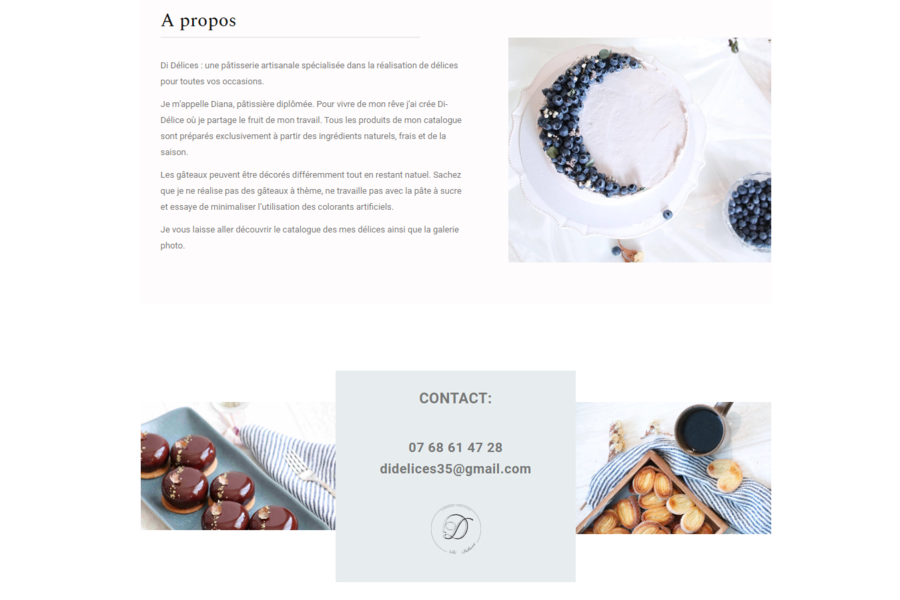 A propos
Di Délices : une pâtisserie artisanale spécialisée dans la réalisation de délices
pour toutes vos occasions.
Je m'appelle Diana, pâtissière diplômée. Pour vivre de mon rêve j'ai crée Di-
Délice où je partage le fruit de mon travail. Tous les produits de mon catalogue
sont préparés exclusivement à partir des ingrédients naturels, frais et de la
saison.
Les gâteaux peuvent être décorés différemment tout en restant natuel. Sachez
que je ne réalise pas des gâteaux à thème, ne travaille pas avec la pâte à sucre
et essaye de minimaliser l'utilisation des colorants artificiels.
Je vous laisse aller découvrir le catalogue des mes délices ainsi que la galerie
photo.
CONTACT:
07 68 61 47 28
didelices35@gmail.com
D